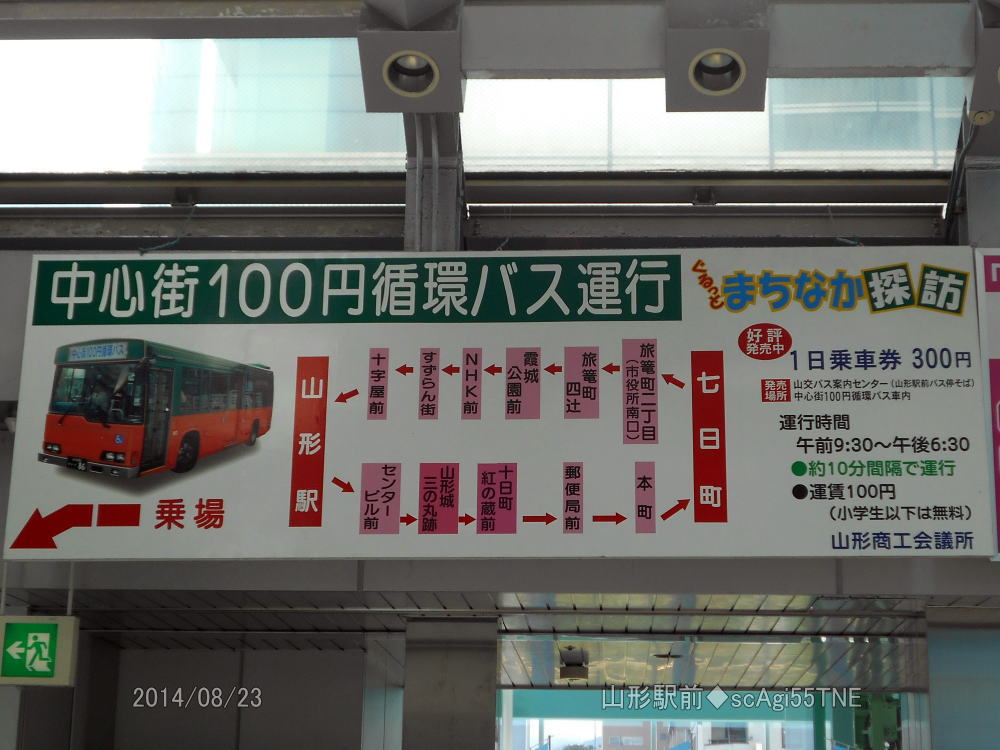 中心街100円循環バス運行
ぐるっと
まちなか探訪
中心街100円循環バス
86
乗場
山形駅
十字屋前
すずらん街
NHK前
霞城公園前
旅篭町四辻
旅篭町二丁目(市役所南口)
七日町
センタービル前
山形城三の丸跡
十日町紅の蔵前
郵便局前
本町
好評発売中
1日乗車券 300円
発売場所
山交バス案内センター(山形駅前バス停そば)
中心街100円循環バス車内
運行時間
午前9:30〜午後6:30
●約10分間隔で運行
●運賃100円
(小学生以下は無料)
山形商工会議所
2014/08/23
山形駅前◆scAgi55TNE